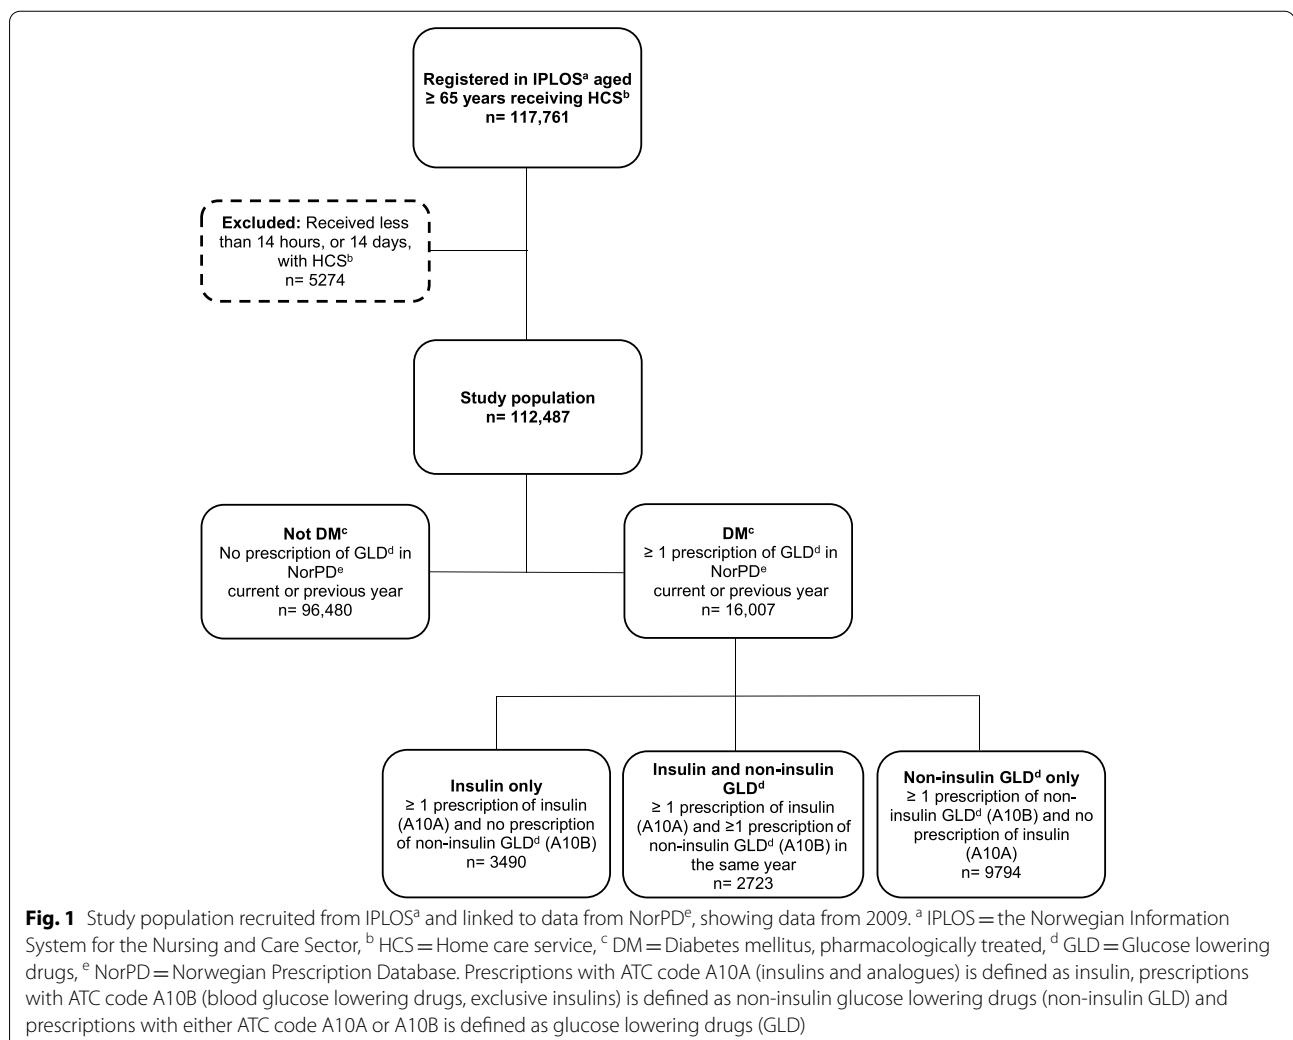 Registered in IPLOSᵃ aged
≥ 65 years receiving HCSᵇ
n= 117,761
Excluded: Received less
than 14 hours, or 14 days,
with HCSᵇ
n= 5274
Study population
n= 112,487
Not DMᶜ
No prescription of GLDᵈ in
NorPDᵉ
current or previous year
n= 96,480
DMᶜ
≥ 1 prescription of GLDᵈ in
NorPDᵉ
current or previous year
n= 16,007
Insulin only
≥ 1 prescription of insulin
(A10A) and no prescription
of non-insulin GLDᵈ (A10B)
n= 3490
Insulin and non-insulin
GLDᵈ
≥ 1 prescription of insulin
(A10A) and ≥1 prescription of
non-insulin GLDᵈ (A10B) in
the same year
n= 2723
Non-insulin GLDᵈ only
≥ 1 prescription of non-
insulin GLDᵈ (A10B) and no
prescription of insulin
(A10A)
n= 9794
Fig. 1 Study population recruited from IPLOSᵃ and linked to data from NorPDᵉ, showing data from 2009. ᵃ IPLOS = the Norwegian Information
System for the Nursing and Care Sector, ᵇ HCS = Home care service, ᶜ DM = Diabetes mellitus, pharmacologically treated, ᵈ GLD = Glucose lowering
drugs, ᵉ NorPD = Norwegian Prescription Database. Prescriptions with ATC code A10A (insulins and analogues) is defined as insulin, prescriptions
with ATC code A10B (blood glucose lowering drugs, exclusive insulins) is defined as non-insulin glucose lowering drugs (non-insulin GLD) and
prescriptions with either ATC code A10A or A10B is defined as glucose lowering drugs (GLD)